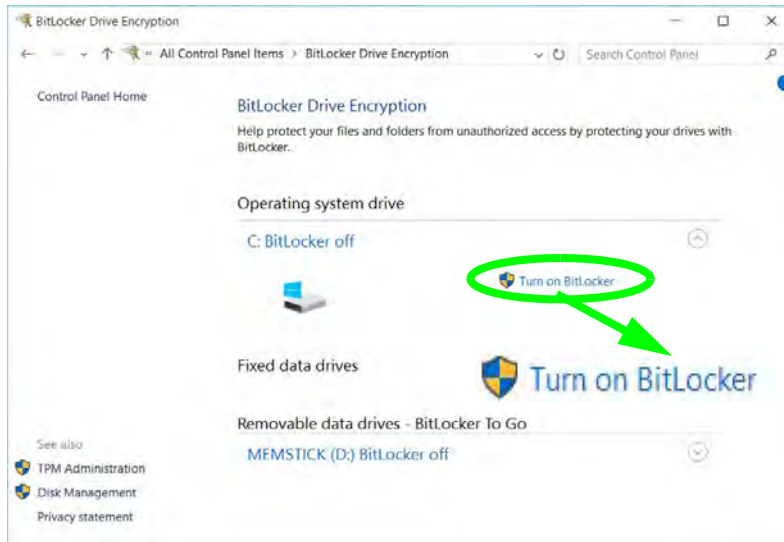 BitLocker Drive Encryption
« All Control Panel Items > BitLocker Drive Encryption
Search Control Panel
Control Panel Home
BitLocker Drive Encryption
Help protect your files and folders from unauthorized access by protecting your drives with
BitLocker.
Operating system drive
C: BitLocker off
Turn on BitLocker
Fixed data drives
Turn on BitLocker
Removable data drives - BitLocker To Go
MEMSTICK (D:) BitLocker off
See also
TPM Administration
Disk Management
Privacy statement